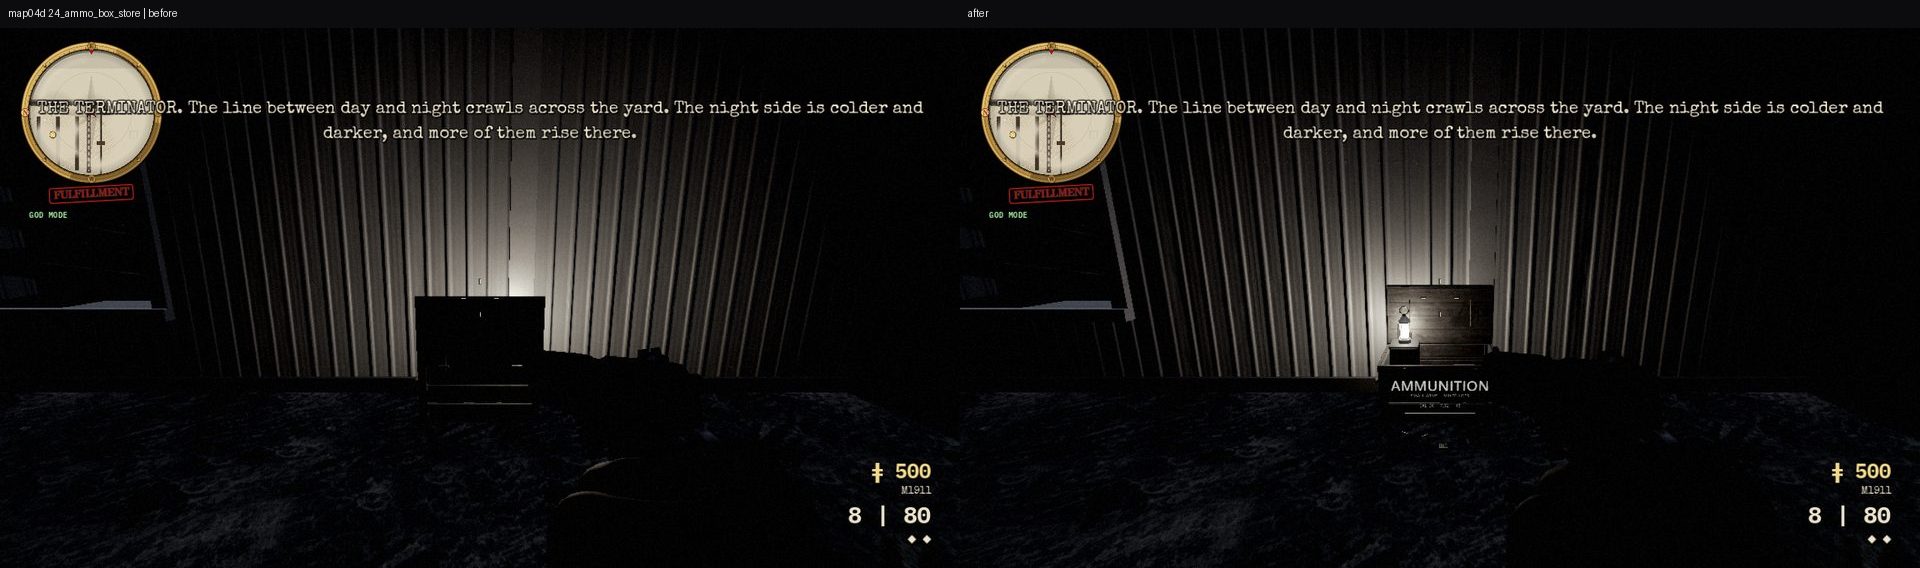 map04d 24_ammo_box_store | before
after
THE TERMINATOR. The line between day and night crawls across the yard. The night side is colder and
darker, and more of them rise there.
FULFILLMENT
GOD MODE
500
M1911
8 | 80
THE TERMINATOR. The line between day and night crawls across the yard. The night side is colder and
darker, and more of them rise there.
FULFILLMENT
GOD MODE
AMMUNITION
500
M1911
8 | 80